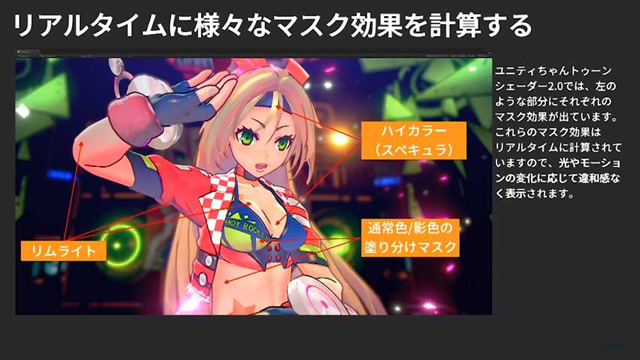 リアルタイムに様々なマスク効果を計算する
ユニティちゃんトゥーン
シェーダー2.0では、左の
ような部分にそれぞれの
マスク効果が出ています。
これらのマスク効果は
リアルタイムに計算されて
いますので、光やモーショ
ンの変化に応じて違和感な
く表示されます。
ハイカラー
(スペキュラ)
通常色/影色の
塗り分けマスク
リムライト